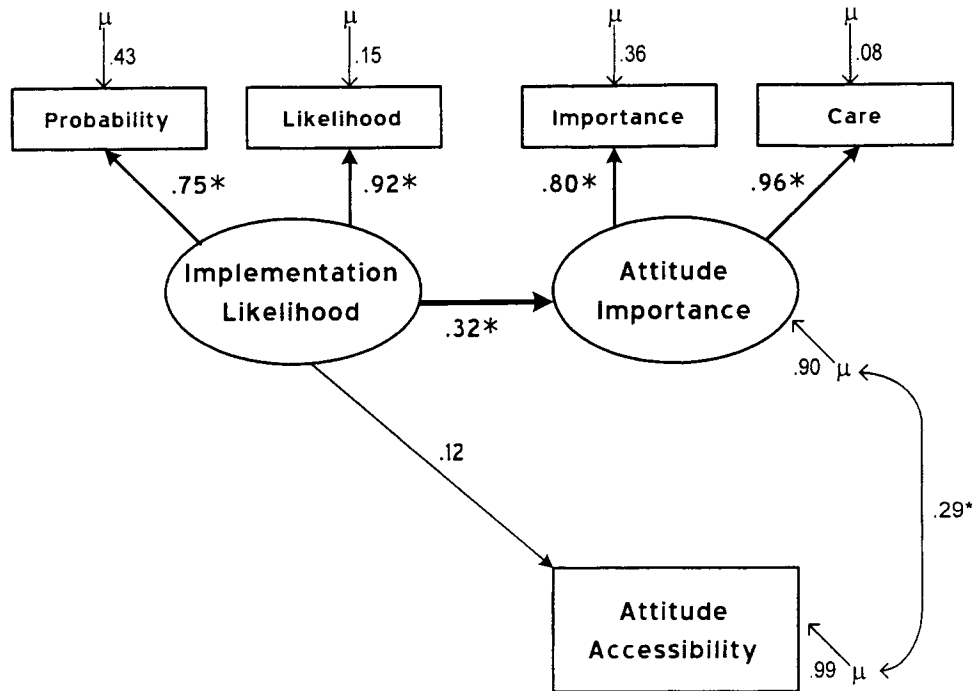 μ μ μ μ
.43 .15 .36 .08
Probability Likelihood Importance Care
.75* .92* .80* .96*
Implementation
Likelihood
Attitude
Importance
.32*
.90 μ
.12
.29*
Attitude
Accessibility
.99 μ